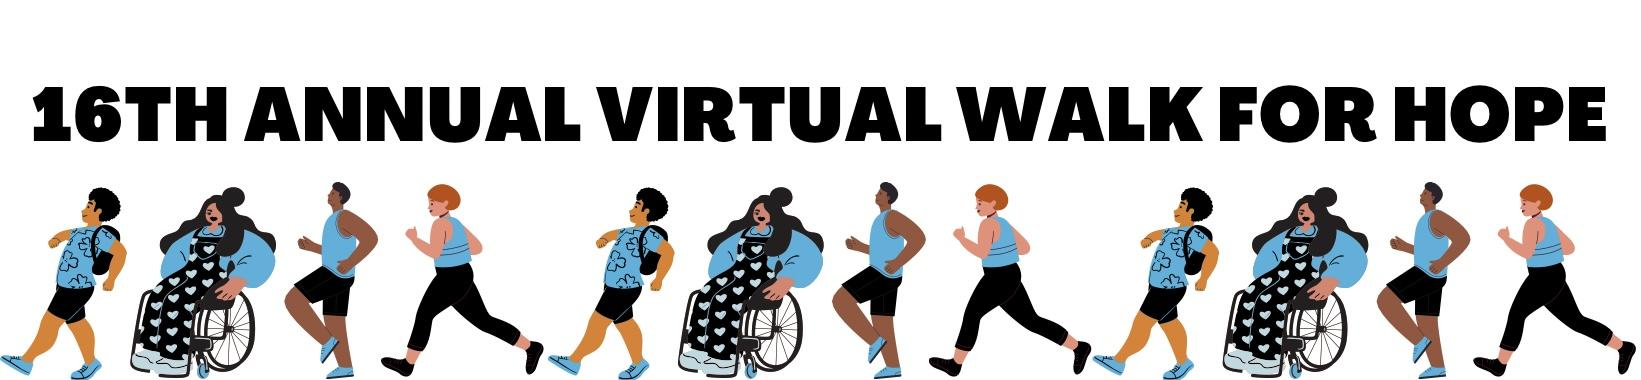 16TH ANNUAL VIRTUAL WALK FOR HOPE